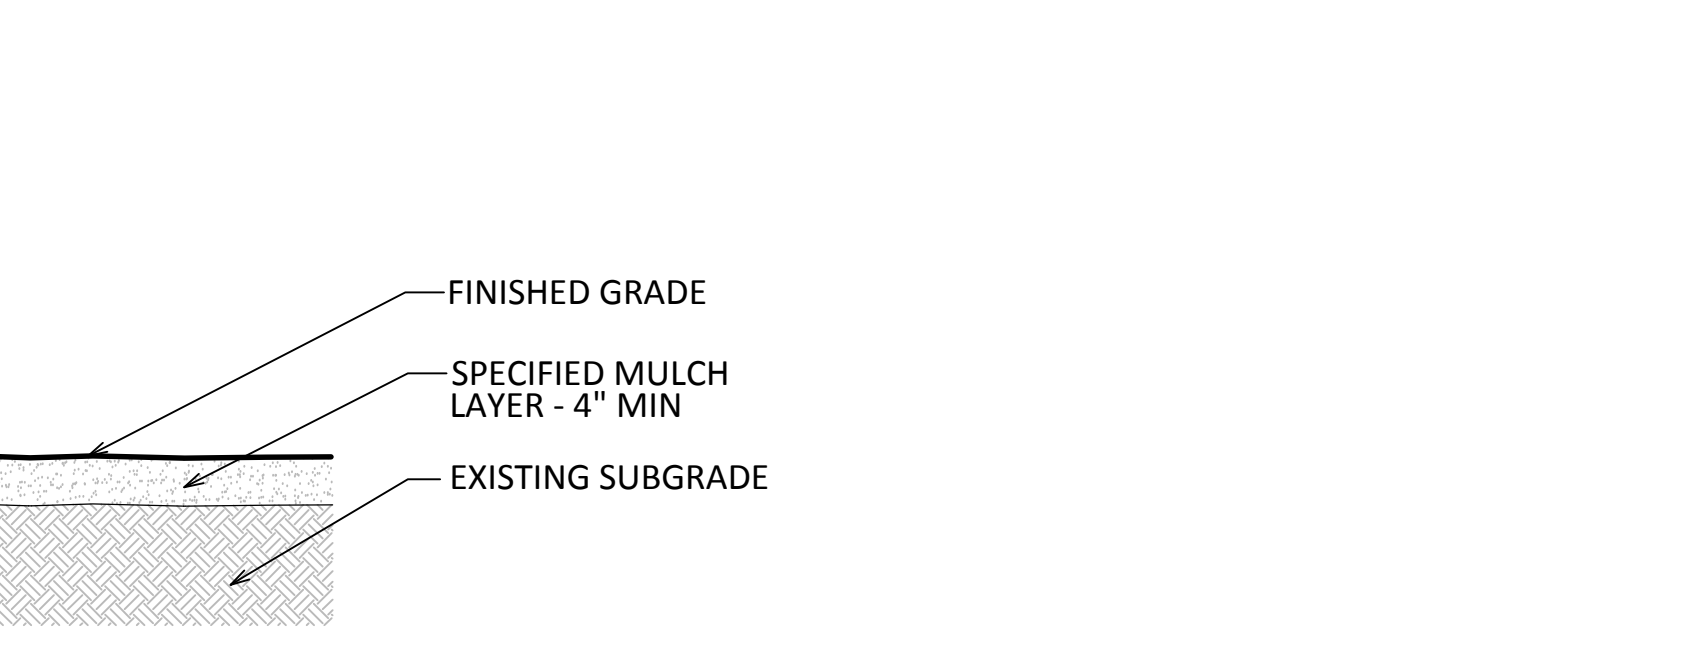 FINISHED GRADE
SPECIFIED MULCH
LAYER - 4" MIN
EXISTING SUBGRADE